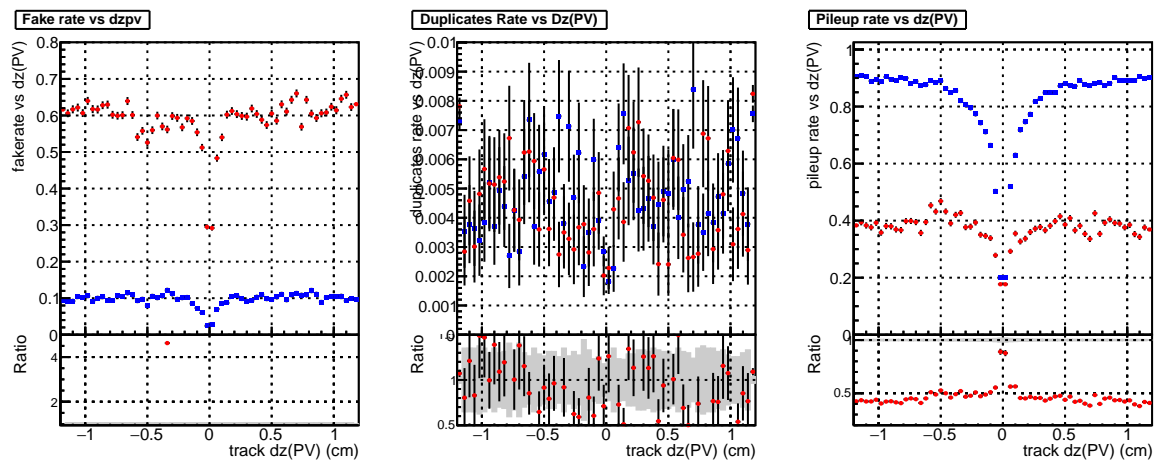 Fake rate vs dzpv
fakerate vs dz(PV)
0.8
0.7
0.6
0.5
0.4
0.3
0.2
0.1
0
Ratio
4
2
−1 −0.5 0 0.5 1
track dz(PV) (cm)
Duplicates Rate vs Dz(PV)
duplicates rate vs dz(PV)
0.01
0.009
0.008
0.007
0.006
0.005
0.004
0.003
0.002
0.001
0
Ratio
1.5
1
0.5
−1 −0.5 0 0.5 1
track dz(PV) (cm)
Pileup rate vs dz(PV)
pileup rate vs dz(PV)
1
0.8
0.6
0.4
0.2
0
Ratio
0.5
−1 −0.5 0 0.5 1
track dz(PV) (cm)